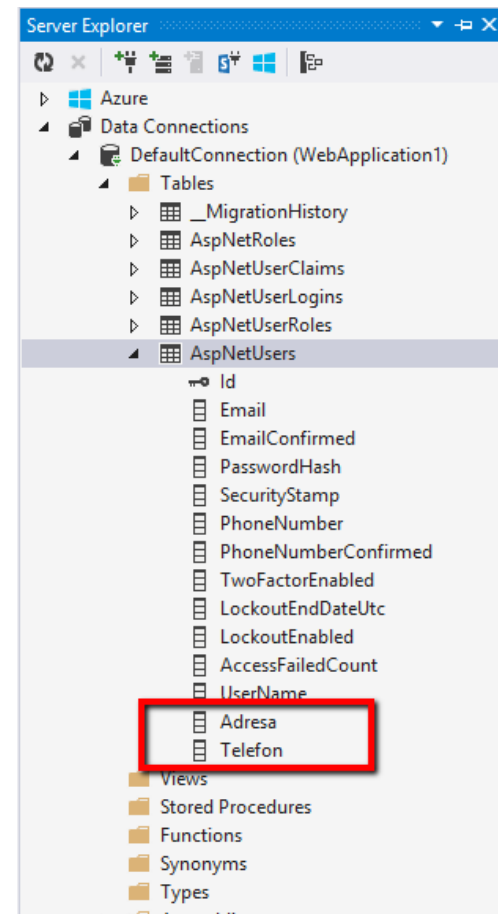 Server Explorer
Azure
Data Connections
DefaultConnection (WebApplication1)
Tables
__MigrationHistory
AspNetRoles
AspNetUserClaims
AspNetUserLogins
AspNetUserRoles
AspNetUsers
Id
Email
EmailConfirmed
PasswordHash
SecurityStamp
PhoneNumber
PhoneNumberConfirmed
TwoFactorEnabled
LockoutEndDateUtc
LockoutEnabled
AccessFailedCount
UserName
Adresa
Telefon
Views
Stored Procedures
Functions
Synonyms
Types